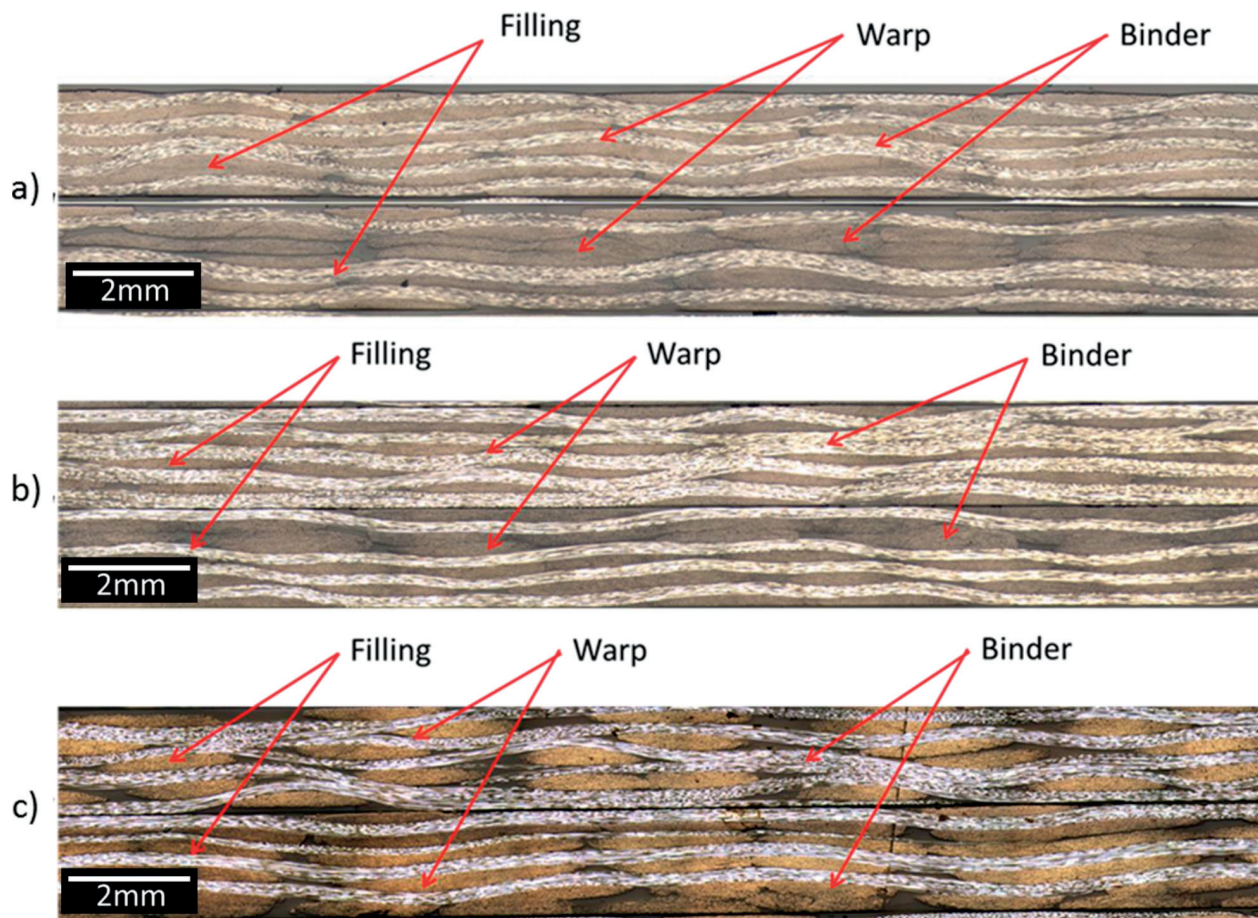 Filling
Warp
Binder
a)
2mm
Filling
Warp
Binder
b)
2mm
Filling
Warp
Binder
c)
2mm